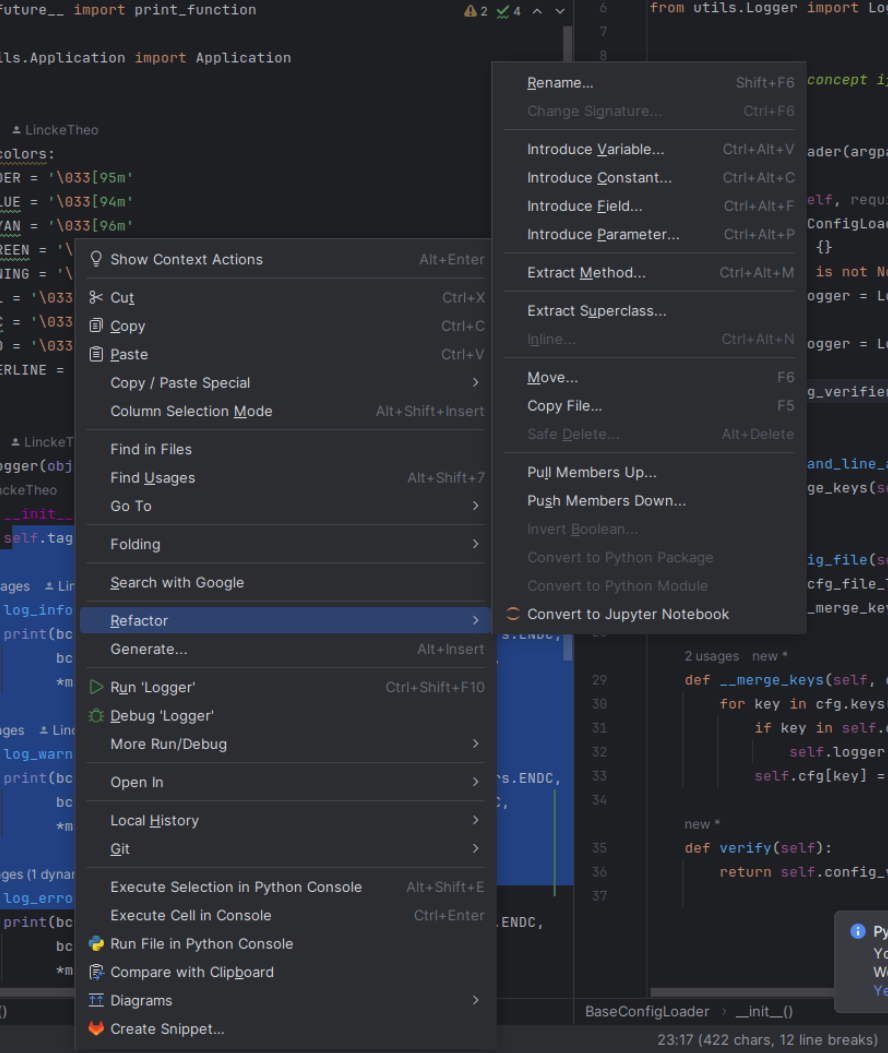 future__ import print_function
2 4
ils.Application import Application
LinckeTheo
colors:
DER = '\033[95m'
LUE = '\033[94m'
YAN = '\033[96m'
REEN = '\
NING = '\
L = '\033
C = '\033
D = '\033
ERLINE =
LinckeT
ogger(obj
nckeTheo
__init__
self.tag
ages Lin
log_info
print(bc
bc
*m
ages Linc
log_warn
print(bc
bc
*m
ages (1 dynam
log_erro
print(bc
bc
*m
()
Show Context Actions Alt+Enter
Cut Ctrl+X
Copy Ctrl+C
Paste Ctrl+V
Copy / Paste Special
Column Selection Mode Alt+Shift+Insert
Find in Files
Find Usages Alt+Shift+7
Go To
Folding
Search with Google
Refactor
Generate... Alt+Insert
Run 'Logger' Ctrl+Shift+F10
Debug 'Logger'
More Run/Debug
Open In
Local History
Git
Execute Selection in Python Console Alt+Shift+E
Execute Cell in Console Ctrl+Enter
Run File in Python Console
Compare with Clipboard
Diagrams
Create Snippet...
Rename... Shift+F6
Change Signature... Ctrl+F6
Introduce Variable... Ctrl+Alt+V
Introduce Constant... Ctrl+Alt+C
Introduce Field... Ctrl+Alt+F
Introduce Parameter... Ctrl+Alt+P
Extract Method... Ctrl+Alt+M
Extract Superclass...
Inline... Ctrl+Alt+N
Move... F6
Copy File... F5
Safe Delete... Alt+Delete
Pull Members Up...
Push Members Down...
Invert Boolean...
Convert to Python Package
Convert to Python Module
Convert to Jupyter Notebook
s.ENDC,
rs.ENDC,
,
.ENDC,
6 from utils.Logger import Log
7
8
concept i
ader(argpa
elf, requi
ConfigLoad
{}
is not No
ogger = Lo
ogger = Lo
g_verifier
and_line_a
ge_keys(se
ig_file(se
cfg_file_
_merge_key
2 usages new *
29 def __merge_keys(self, c
30 for key in cfg.keys(
31 if key in self.c
32 self.logger
33 self.cfg[key] =
34
new *
35 def verify(self):
36 return self.config_v
37
Py
Yo
We
Ye
BaseConfigLoader › __init__()
23:17 (422 chars, 12 line breaks)